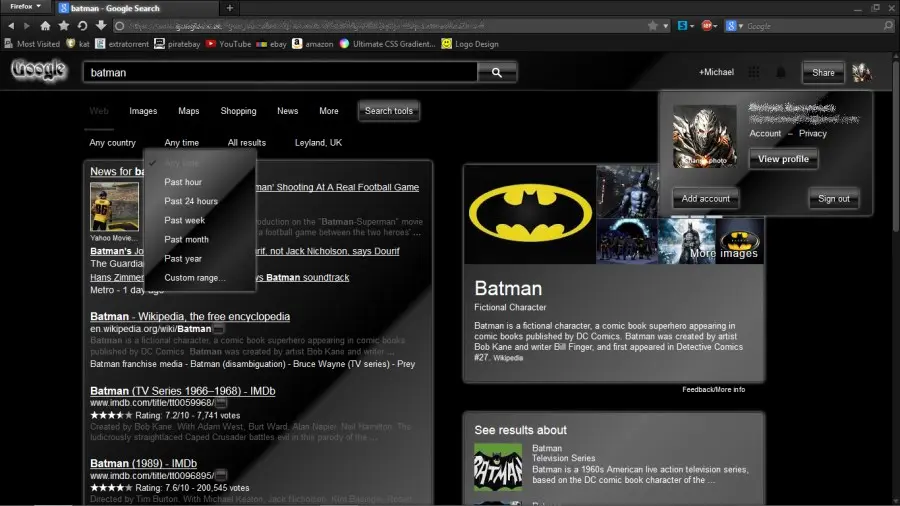 Firefox
batman - Google Search
Google
Most Visited
kat
extratorrent
piratebay
YouTube
ebay
amazon
Ultimate CSS Gradient...
Logo Design
Google
batman
+Michael
Share
Web
Images
Maps
Shopping
News
More
Search tools
Any country
Any time
All results
Leyland, UK
Any time
Past hour
Past 24 hours
Past week
Past month
Past year
Custom range...
change photo
Account – Privacy
View profile
Add account
Sign out
News for
man' Shooting At A Real Football Game
Yahoo Movie...
oduction on the "Batman-Superman" movie
a football game between the two heroes" ...
Batman's
rdf, not Jack Nicholson, says Dourif
The Guardia
Hans Zimmer
Batman soundtrack
Metro - 1 day ago
Batman - Wikipedia, the free encyclopedia
en.wikipedia.org/wiki/Batman
Batman is a fictional character, a comic book superhero appearing in comic books
published by DC Comics. Batman was created by artist Bob Kane and writer ...
Batman franchise media - Batman (disambiguation) - Bruce Wayne (TV series) - Prey
Batman (TV Series 1966–1968) - IMDb
www.imdb.com/title/tt0059968/
Rating: 7.2/10 - 7,741 votes
Created by Bob Kane. With Adam West, Burt Ward, Alan Napier, Neil Hamilton. The
ludicrously straightlaced Caped Crusader battles evil in this parody of the ...
Batman (1989) - IMDb
www.imdb.com/title/tt0096895/
Rating: 7.6/10 - 200,545 votes
Directed by Tim Burton. With Michael Keaton, Jack Nicholson, Kim Basinger, Robert
More images
Batman
Fictional Character
Batman is a fictional character, a comic book superhero appearing in
comic books published by DC Comics. Batman was created by artist
Bob Kane and writer Bill Finger, and first appeared in Detective Comics
#27. Wikipedia
Feedback/More info
See results about
BATMAN
Batman
Television Series
Batman is a 1960s American live action television series,
based on the DC comic book character of the ...